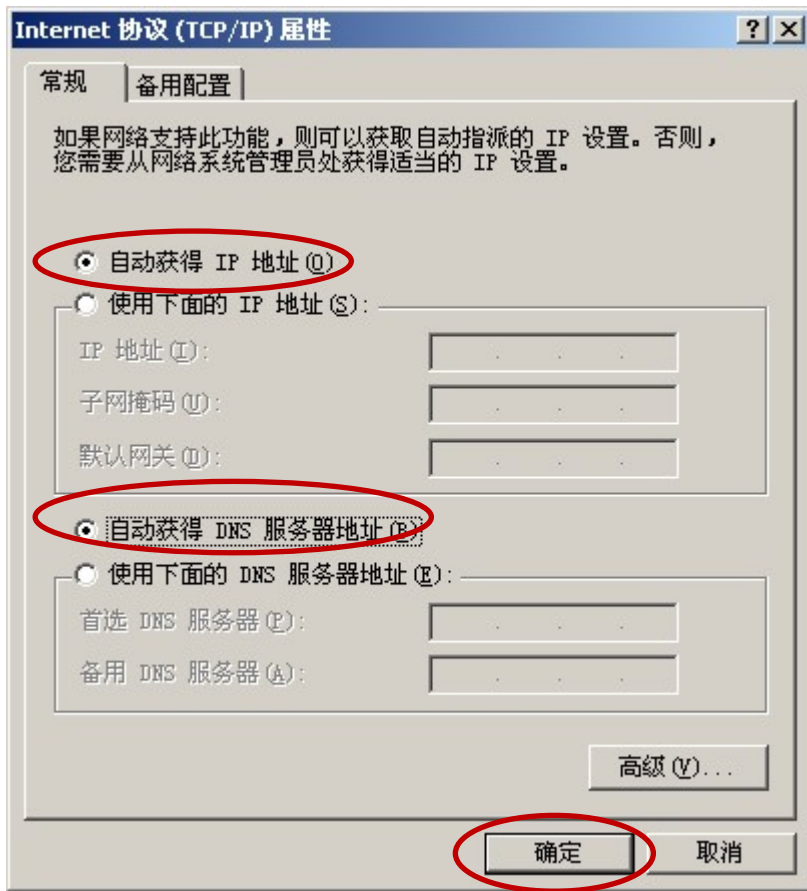 Internet 协议 (TCP/IP) 属性
常规
备用配置
如果网络支持此功能，则可以获取自动指派的 IP 设置。否则，
您需要从网络系统管理员处获得适当的 IP 设置。
自动获得 IP 地址(O)
使用下面的 IP 地址(S):
IP 地址(I):
子网掩码(U):
默认网关(D):
自动获得 DNS 服务器地址(B)
使用下面的 DNS 服务器地址(E):
首选 DNS 服务器(P):
备用 DNS 服务器(A):
高级(V)...
确定
取消